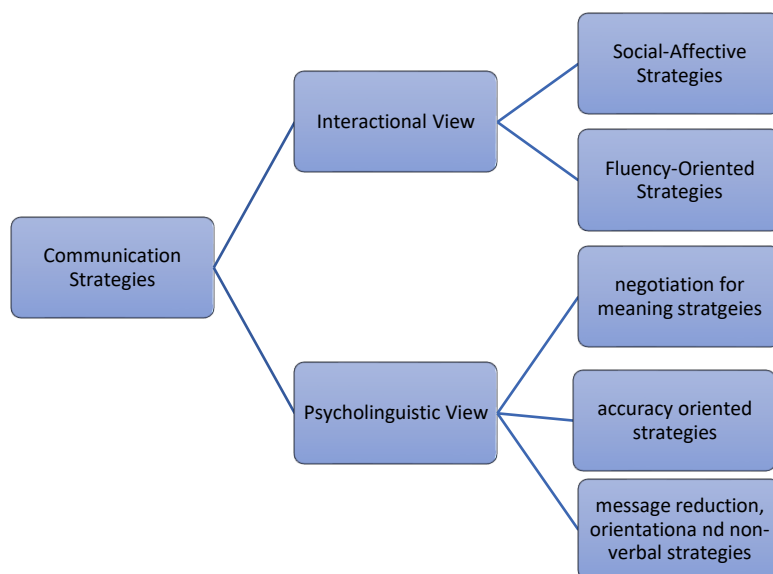 Social-Affective
Strategies
Interactional View
Fluency-Oriented
Strategies
Communication
Strategies
negotiation for
meaning stratgeies
Psycholinguistic View
accuracy oriented
strategies
message reduction,
orientationa nd non-
verbal strategies